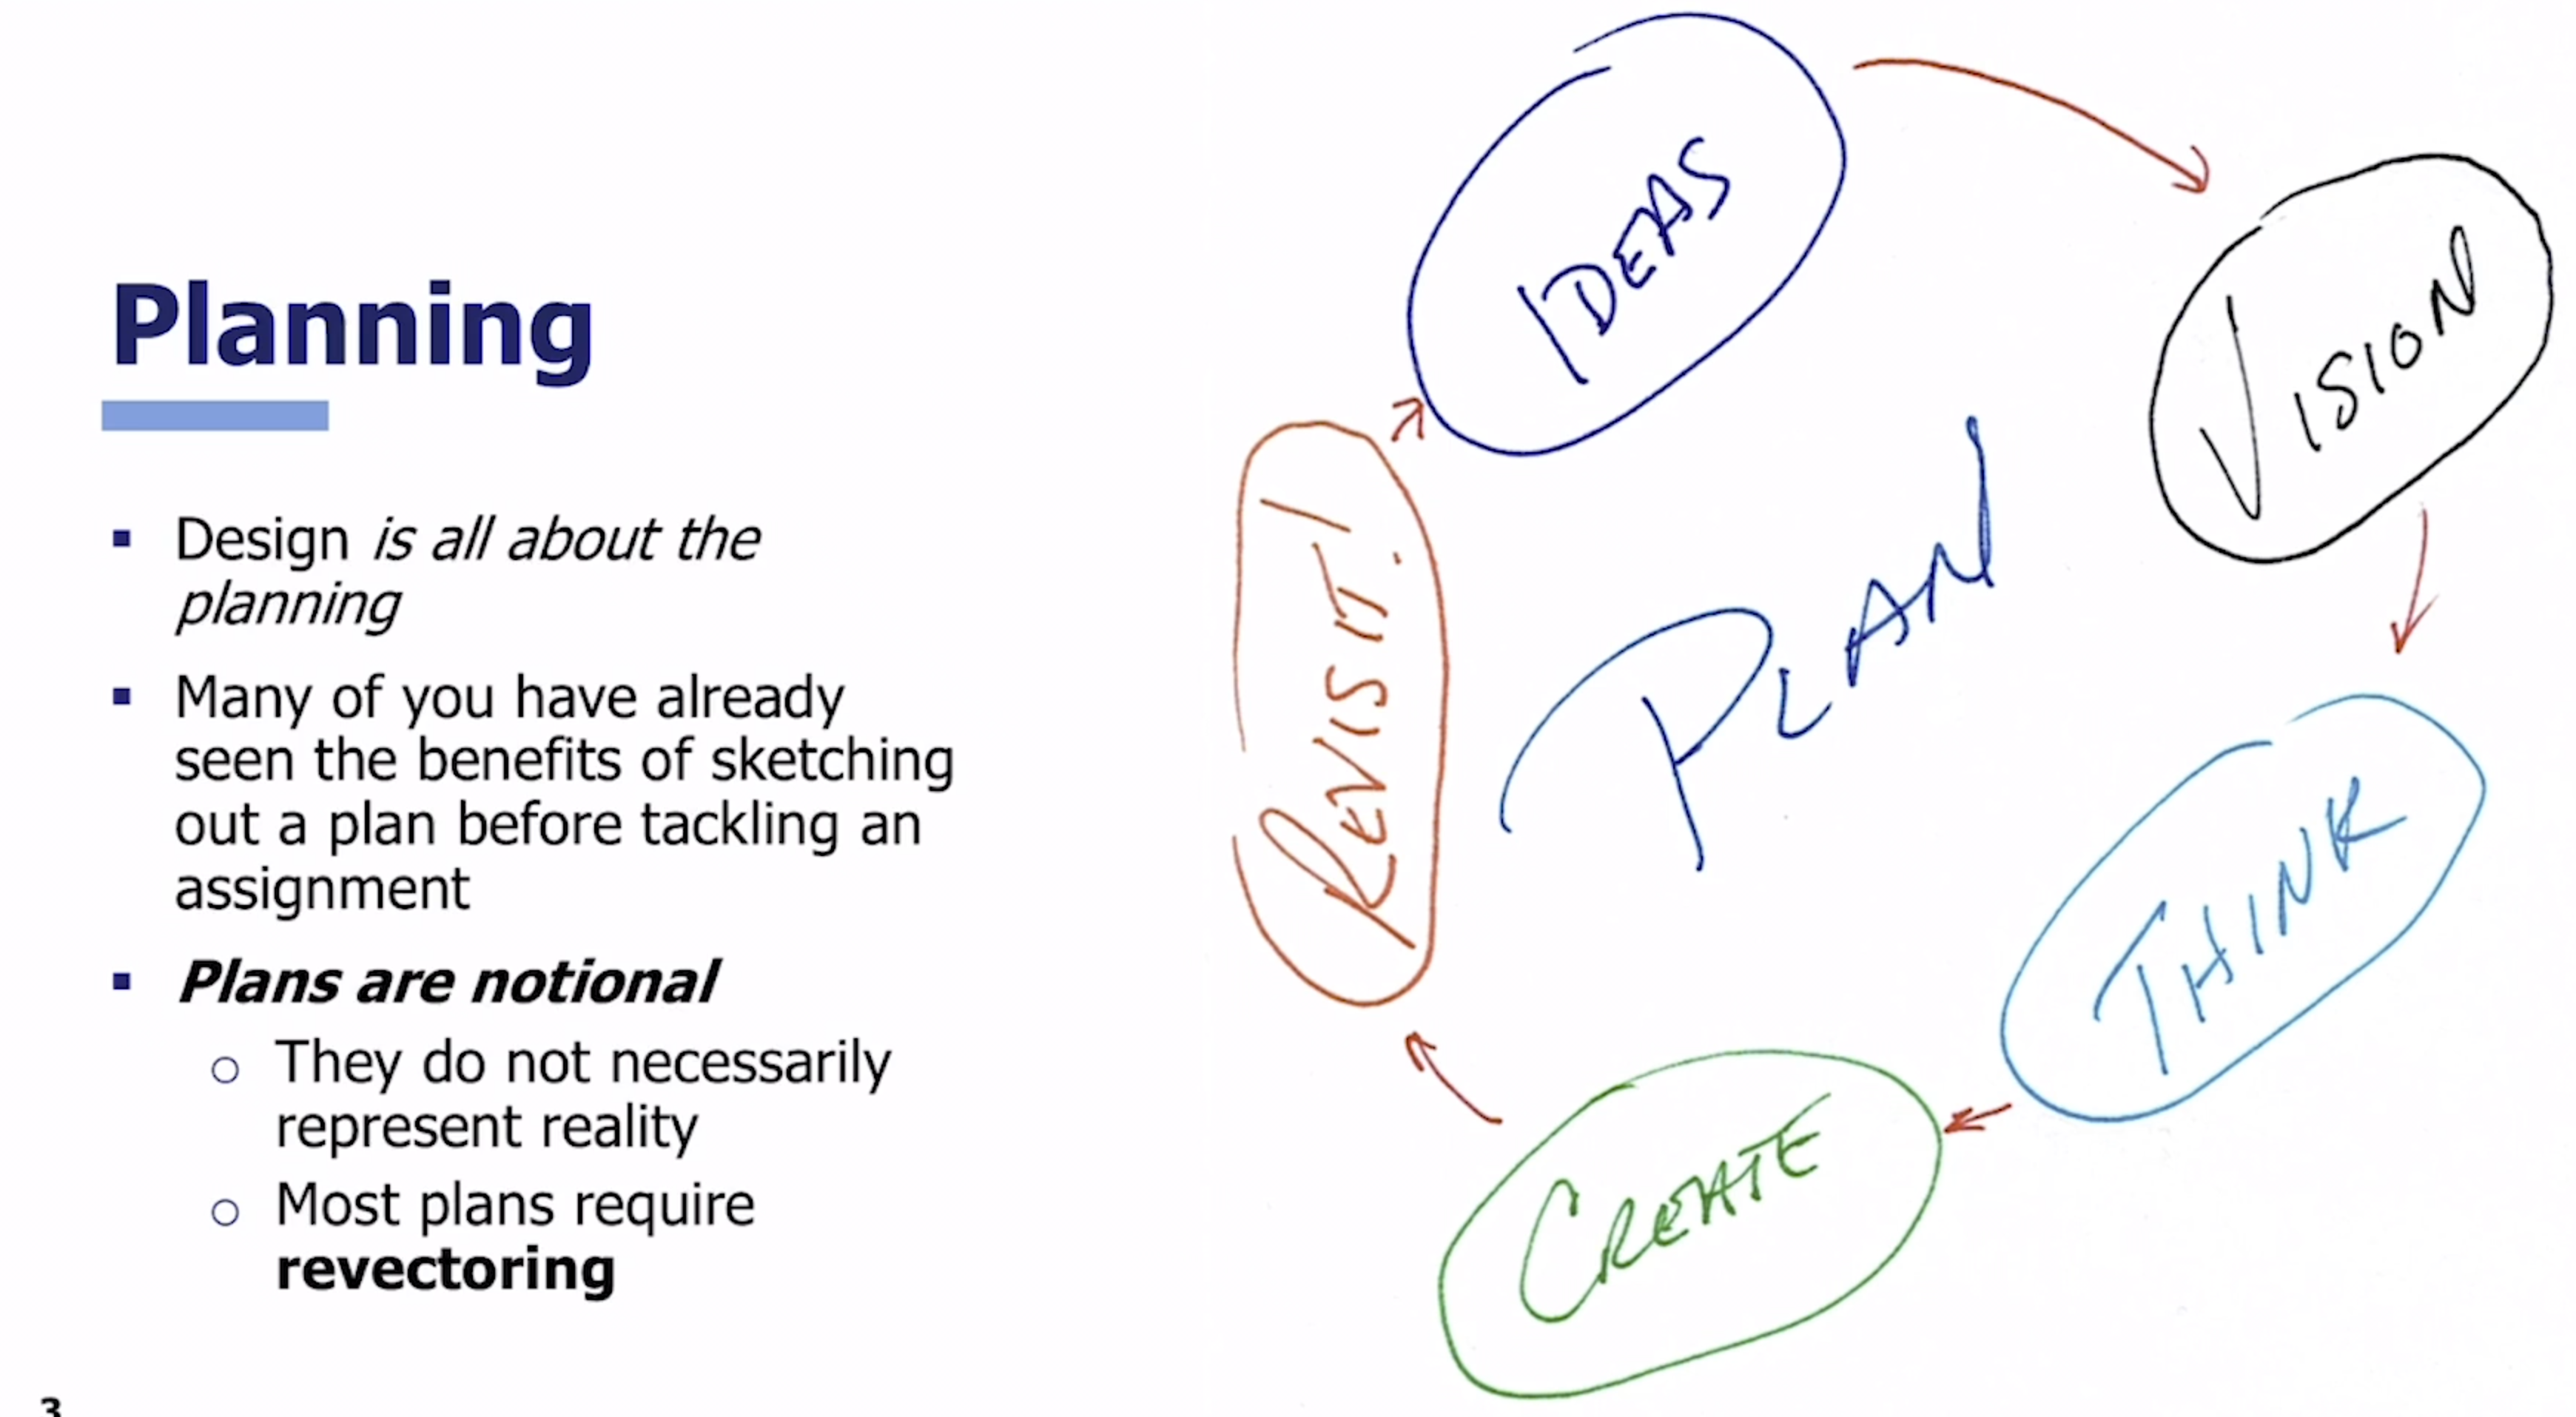 Planning
Design is all about the
planning
Many of you have already
seen the benefits of sketching
out a plan before tackling an
assignment
Plans are notional
They do not necessarily
represent reality
Most plans require
revectoring
3
IDEAS
VISION
THINK
CREATE
REVISIT!
PLAN